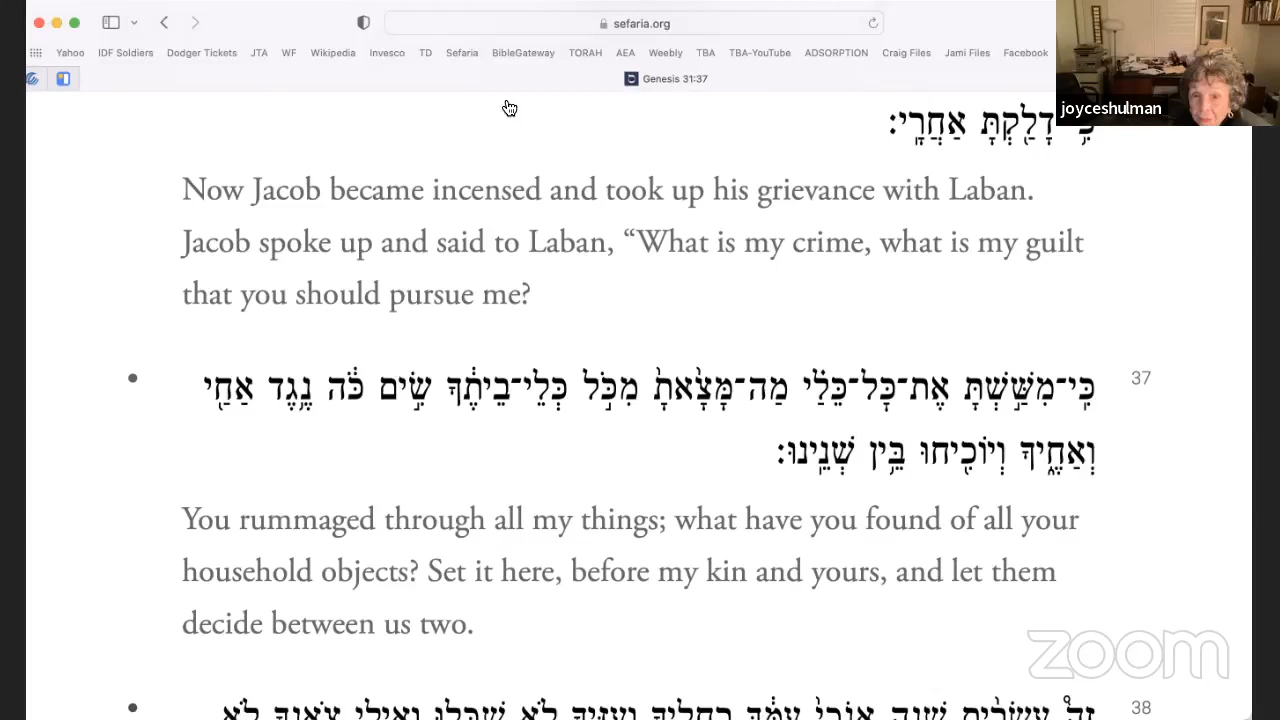 sefaria.org
Yahoo IDF Soldiers Dodger Tickets JTA WF Wikipedia Invesco TD Sefaria BibleGateway TORAH AEA Weebly TBA TBA-YouTube ADSORPTION Craig Files Jami Files Facebook
Genesis 31:37
joyceshulman
דָלַ֖קְתָּ אַחֲרָֽי׃
Now Jacob became incensed and took up his grievance with Laban.
Jacob spoke up and said to Laban, “What is my crime, what is my guilt
that you should pursue me?
37
כִּֽי־מִשַּׁ֣שְׁתָּ אֶת־כׇּל־כֵּלַ֗י מַה־מָּצָ֙אתָ֙ מִכֹּ֣ל כְּלֵי־בֵיתֶ֔ךָ שִׂ֣ים כֹּ֔ה נֶ֥גֶד אַחַ֖י
וְאַחֶ֑יךָ וְיוֹכִ֖יחוּ בֵּ֥ין שְׁנֵֽינוּ׃
You rummaged through all my things; what have you found of all your
household objects? Set it here, before my kin and yours, and let them
decide between us two.
zoom
38